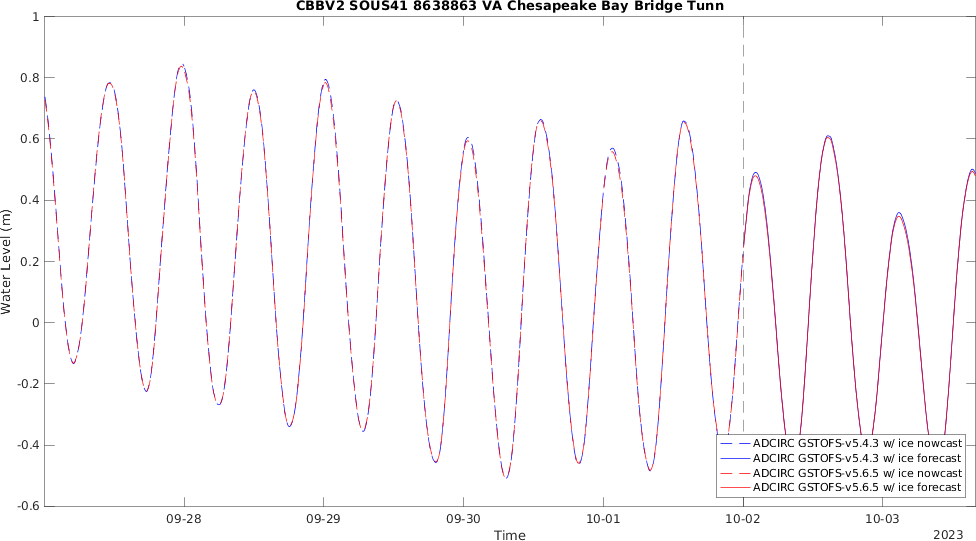 CBBV2 SOUS41 8638863 VA Chesapeake Bay Bridge Tunn
1
0.8
0.6
0.4
0.2
0
-0.2
-0.4
-0.6
Water Level (m)
09-28
09-29
09-30
10-01
10-02
10-03
Time
2023
ADCIRC GSTOFS-v5.4.3 w/ ice nowcast
ADCIRC GSTOFS-v5.4.3 w/ ice forecast
ADCIRC GSTOFS-v5.6.5 w/ ice nowcast
ADCIRC GSTOFS-v5.6.5 w/ ice forecast